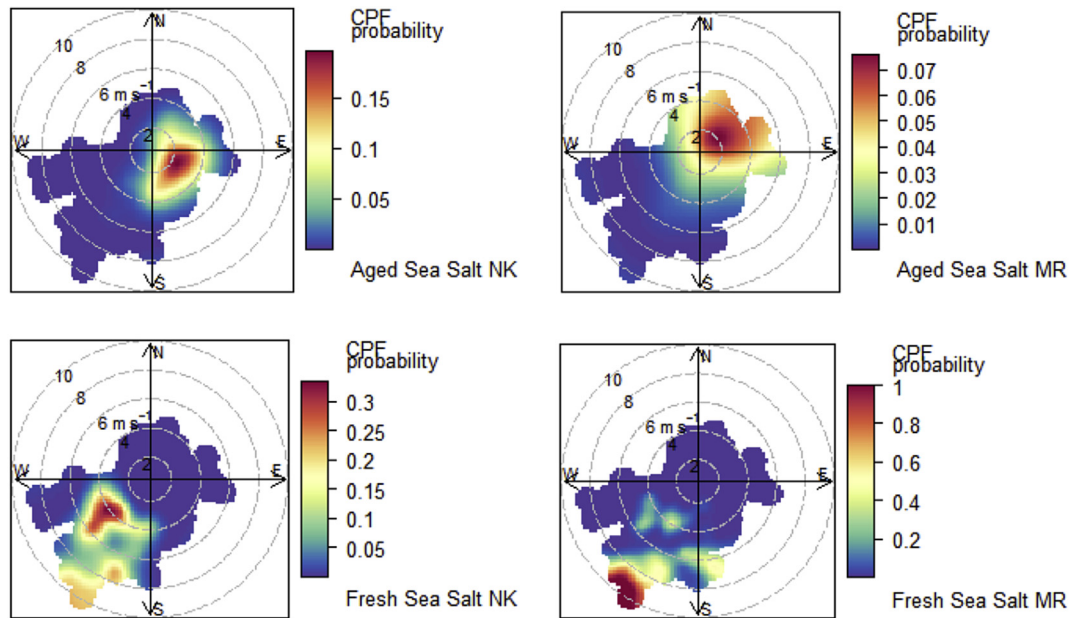 CPF
probability
N
W
E
S
10
8
6 m s
-1
4
2
0.15
0.1
0.05
Aged Sea Salt NK
CPF
probability
N
W
E
S
10
8
6 m s
-1
4
2
0.07
0.06
0.05
0.04
0.03
0.02
0.01
Aged Sea Salt MR
CPF
probability
N
W
E
S
10
8
6 m s
-1
4
2
0.3
0.25
0.2
0.15
0.1
0.05
Fresh Sea Salt NK
CPF
probability
N
W
E
S
10
8
6 m s
-1
4
2
1
0.8
0.6
0.4
0.2
Fresh Sea Salt MR